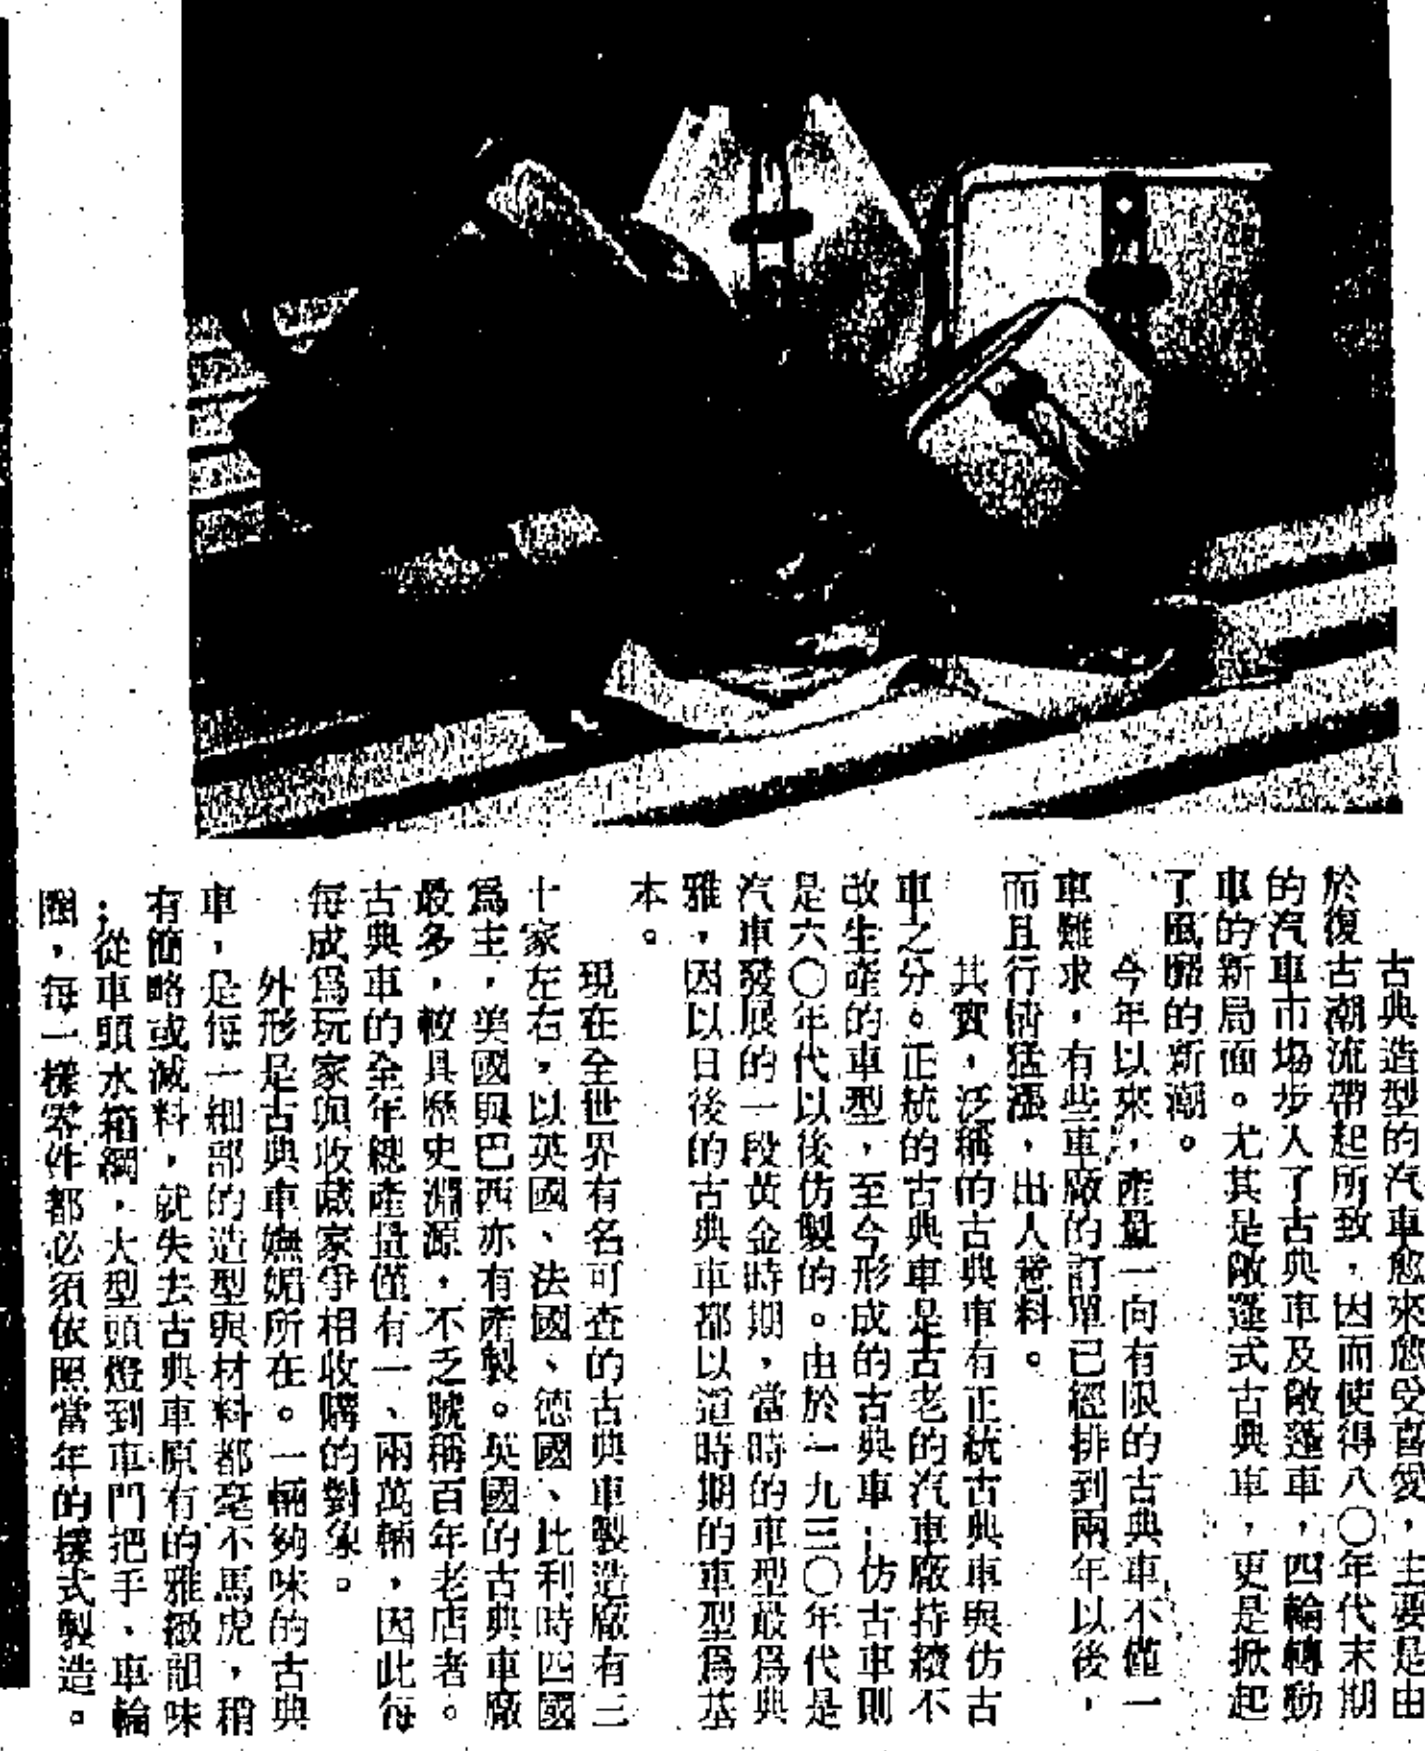 古典造型的汽車愈來愈受喜愛，主要是由
於復古潮流帶起所致，因而使得八〇年代末期
的汽車市場步入了古典車及敞蓬車，四輪轉動
車的新局面。尤其是敞蓬式古典車，更是掀起
了風靡的新潮。
今年以來，產量一向有限的古典車不僅一
車難求，有些車廠的訂單已經排到兩年以後，
而且行情猛漲，出人意料。
其實，泛稱的古典車有正統古典車與仿古
車之分。正統的古典車是古老的汽車廠持續不
改生產的車型，至今形成的古典車；仿古車則
是六〇年代以後仿製的。由於一九三〇年代是
汽車發展的一段黃金時期，當時的車型最爲典
雅，因以日後的古典車都以這時期的車型爲基
本。
現在全世界有名可查的古典車製造廠有三
十家左右，以英國、法國、德國、比利時四國
爲主，美國與巴西亦有產製。英國的古典車廠
最多，較具歷史淵源，不乏號稱百年老店者。
古典車的全年總產量僅有一、兩萬輛，因此每
每成爲玩家與收藏家爭相收購的對象。
外形是古典車嫵媚所在。一輛夠味的古典
車，是每一細部的造型與材料都毫不馬虎，稍
有簡略或減料，就失去古典車原有的雅緻韻味
；從車頭水箱網，大型頭燈到車門把手、車輪
圈，每一樣零件都必須依照當年的樣式製造。